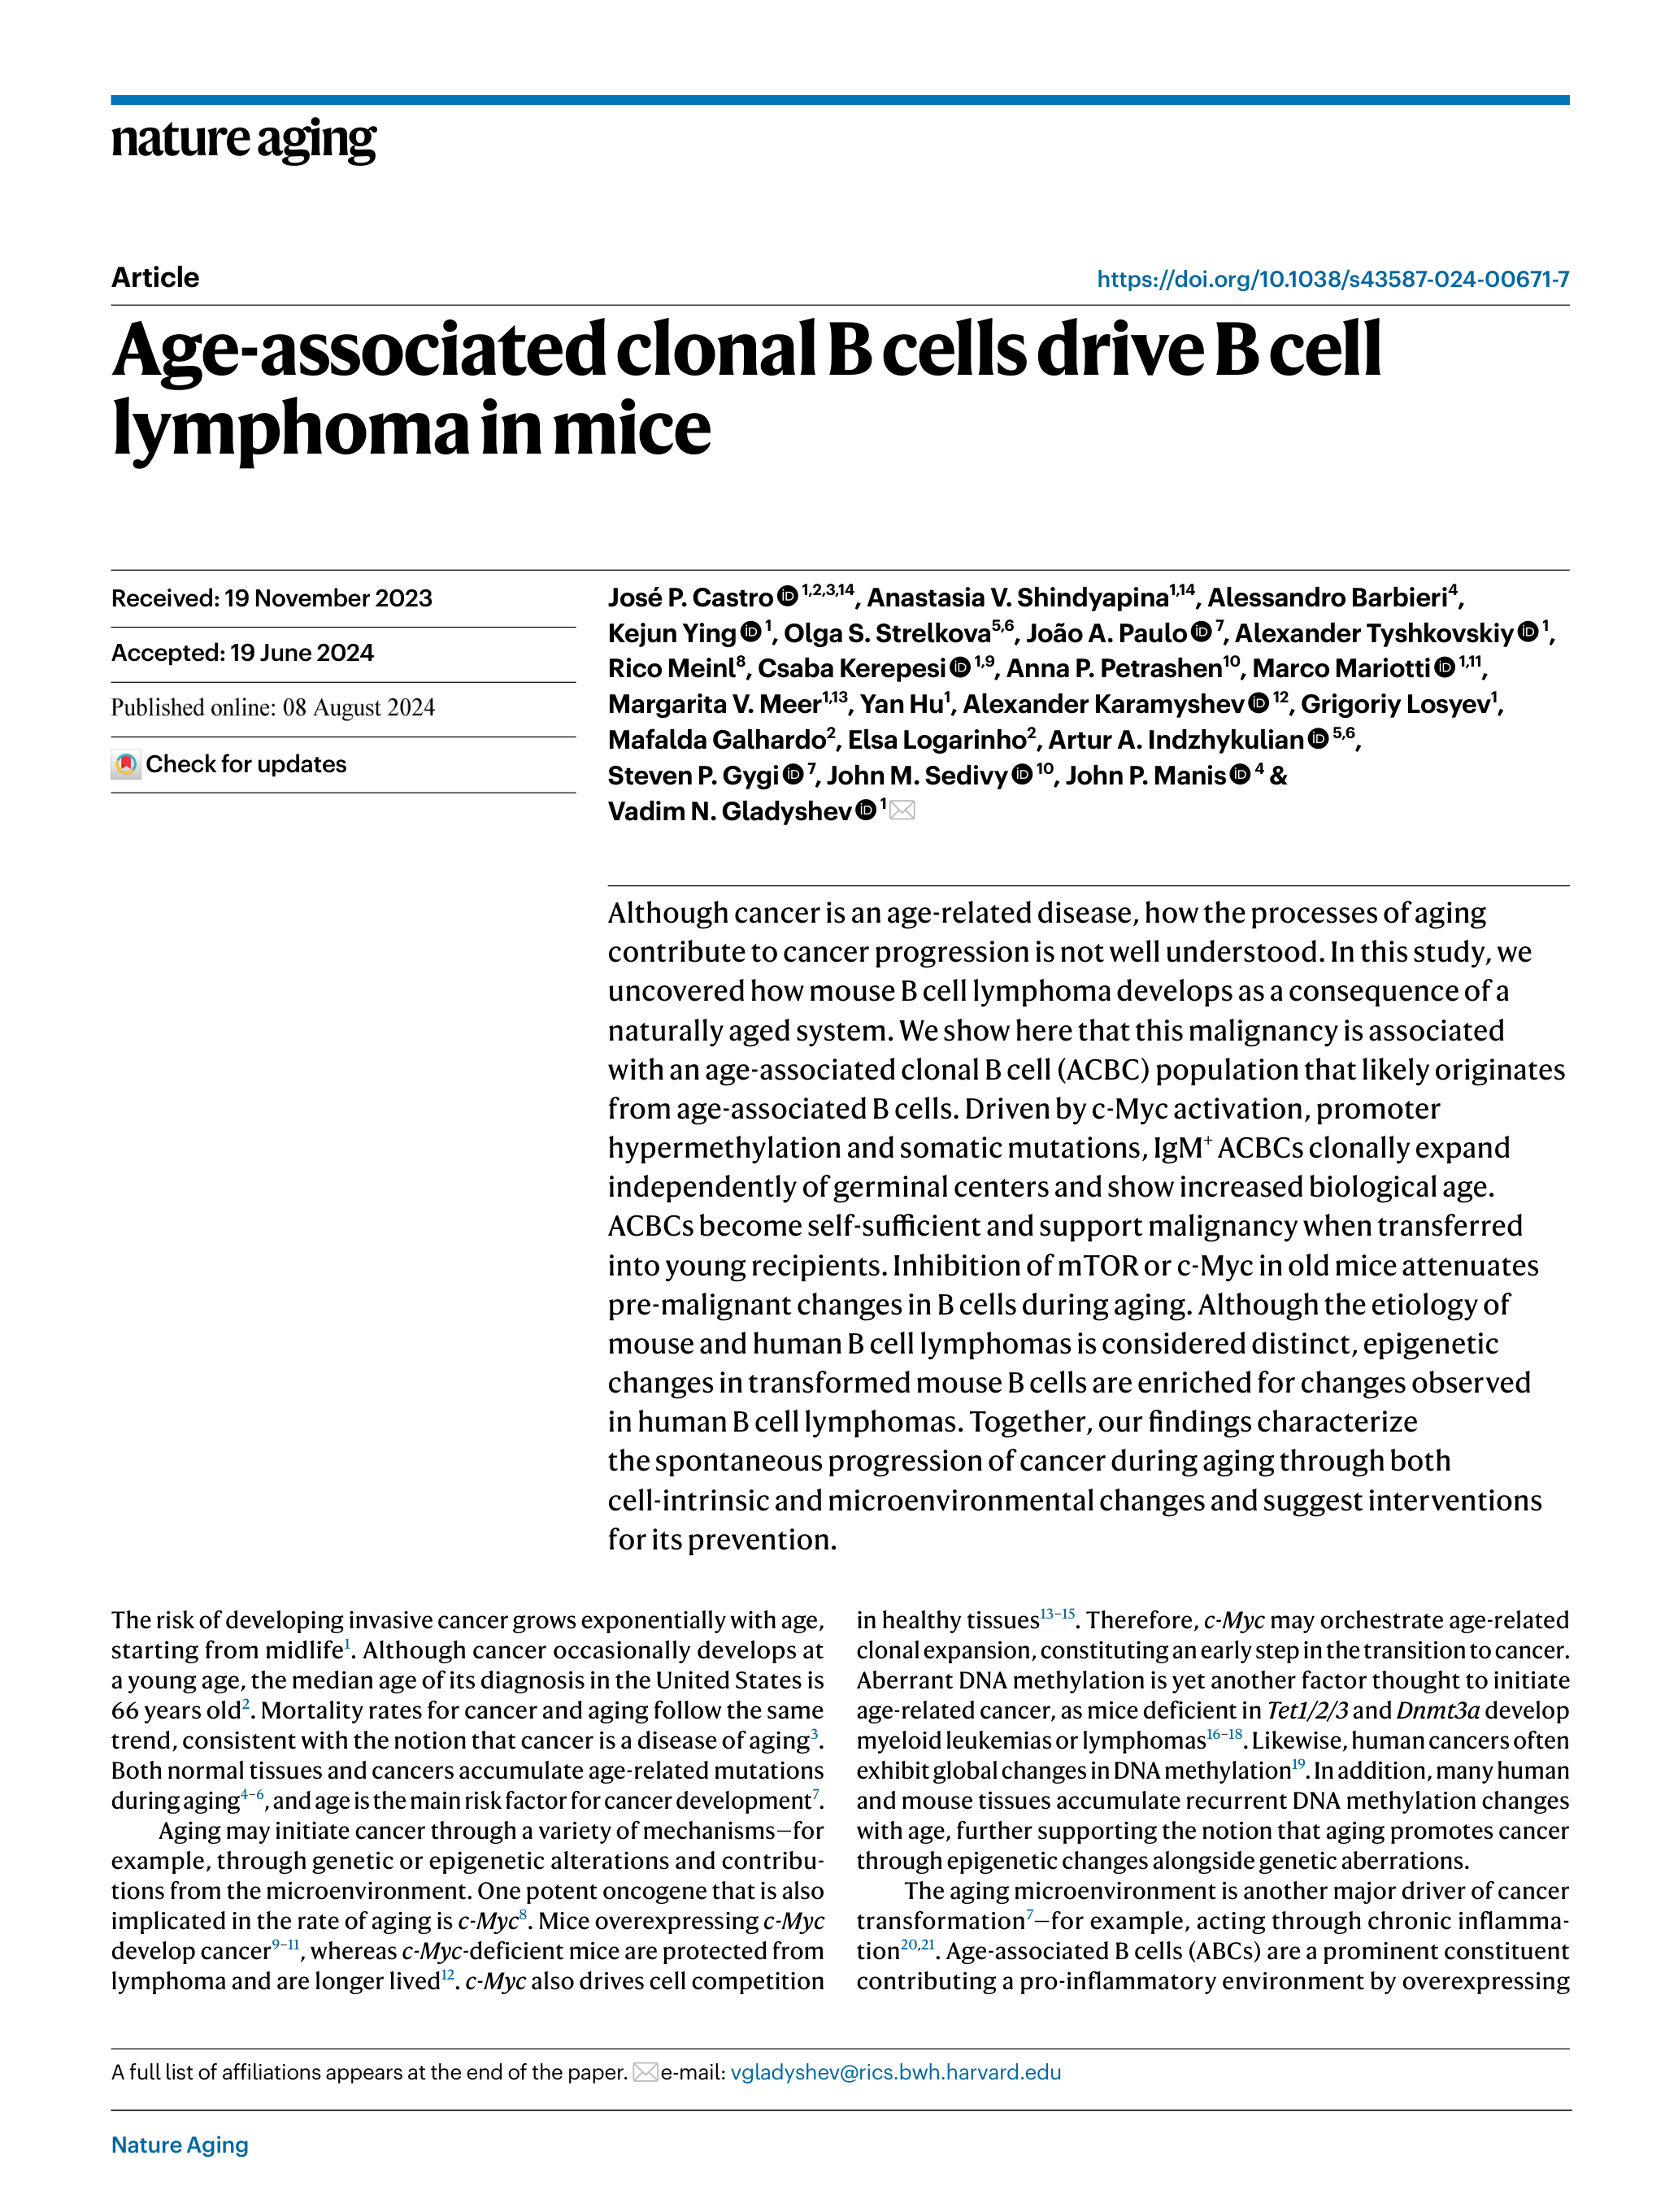 nature aging
Article
https://doi.org/10.1038/s43587-024-00671-7
Age-associated clonal B cells drive B cell
lymphoma in mice
Received: 19 November 2023
Accepted: 19 June 2024
Published online: 08 August 2024
Check for updates
José P. Castro 1,2,3,14, Anastasia V. Shindyapina1,14, Alessandro Barbieri4,
Kejun Ying 1, Olga S. Strelkova5,6, João A. Paulo 7, Alexander Tyshkovskiy 1,
Rico Meinl8, Csaba Kerepesi 1,9, Anna P. Petrashen10, Marco Mariotti 1,11,
Margarita V. Meer1,13, Yan Hu1, Alexander Karamyshev 12, Grigoriy Losyev1,
Mafalda Galhardo2, Elsa Logarinho2, Artur A. Indzhykulian 5,6,
Steven P. Gygi 7, John M. Sedivy 10, John P. Manis 4 &
Vadim N. Gladyshev 1
Although cancer is an age-related disease, how the processes of aging
contribute to cancer progression is not well understood. In this study, we
uncovered how mouse B cell lymphoma develops as a consequence of a
naturally aged system. We show here that this malignancy is associated
with an age-associated clonal B cell (ACBC) population that likely originates
from age-associated B cells. Driven by c-Myc activation, promoter
hypermethylation and somatic mutations, IgM+ ACBCs clonally expand
independently of germinal centers and show increased biological age.
ACBCs become self-sufficient and support malignancy when transferred
into young recipients. Inhibition of mTOR or c-Myc in old mice attenuates
pre-malignant changes in B cells during aging. Although the etiology of
mouse and human B cell lymphomas is considered distinct, epigenetic
changes in transformed mouse B cells are enriched for changes observed
in human B cell lymphomas. Together, our findings characterize
the spontaneous progression of cancer during aging through both
cell-intrinsic and microenvironmental changes and suggest interventions
for its prevention.
The risk of developing invasive cancer grows exponentially with age,
starting from midlife1. Although cancer occasionally develops at
a young age, the median age of its diagnosis in the United States is
66 years old2. Mortality rates for cancer and aging follow the same
trend, consistent with the notion that cancer is a disease of aging3.
Both normal tissues and cancers accumulate age-related mutations
during aging4–6, and age is the main risk factor for cancer development7.
Aging may initiate cancer through a variety of mechanisms—for
example, through genetic or epigenetic alterations and contribu-
tions from the microenvironment. One potent oncogene that is also
implicated in the rate of aging is c-Myc8. Mice overexpressing c-Myc
develop cancer9–11, whereas c-Myc-deficient mice are protected from
lymphoma and are longer lived12. c-Myc also drives cell competition
in healthy tissues13–15. Therefore, c-Myc may orchestrate age-related
clonal expansion, constituting an early step in the transition to cancer.
Aberrant DNA methylation is yet another factor thought to initiate
age-related cancer, as mice deficient in Tet1/2/3 and Dnmt3a develop
myeloid leukemias or lymphomas16–18. Likewise, human cancers often
exhibit global changes in DNA methylation19. In addition, many human
and mouse tissues accumulate recurrent DNA methylation changes
with age, further supporting the notion that aging promotes cancer
through epigenetic changes alongside genetic aberrations.
The aging microenvironment is another major driver of cancer
transformation7—for example, acting through chronic inflamma-
tion20,21. Age-associated B cells (ABCs) are a prominent constituent
contributing a pro-inflammatory environment by overexpressing
A full list of affiliations appears at the end of the paper. e-mail: vgladyshev@rics.bwh.harvard.edu
Nature Aging